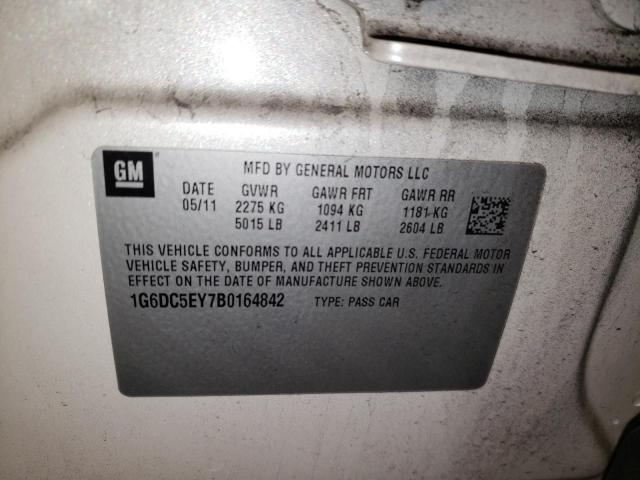 GM
MFD BY GENERAL MOTORS LLC
DATE GVWR GAWR FRT GAWR RR
05/11 2275 KG 1094 KG 1181 KG
5015 LB 2411 LB 2604 LB
THIS VEHICLE CONFORMS TO ALL APPLICABLE U.S. FEDERAL MOTOR
VEHICLE SAFETY, BUMPER, AND THEFT PREVENTION STANDARDS IN
EFFECT ON THE DATE OF MANUFACTURE SHOWN ABOVE.
1G6DC5EY7B0164842 TYPE: PASS CAR